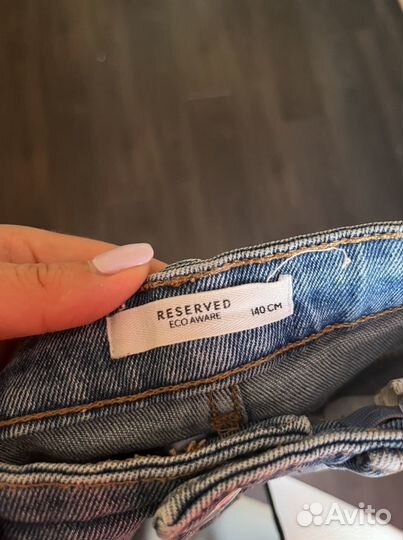 RESERVED
ECO AWARE
140 CM
Avito